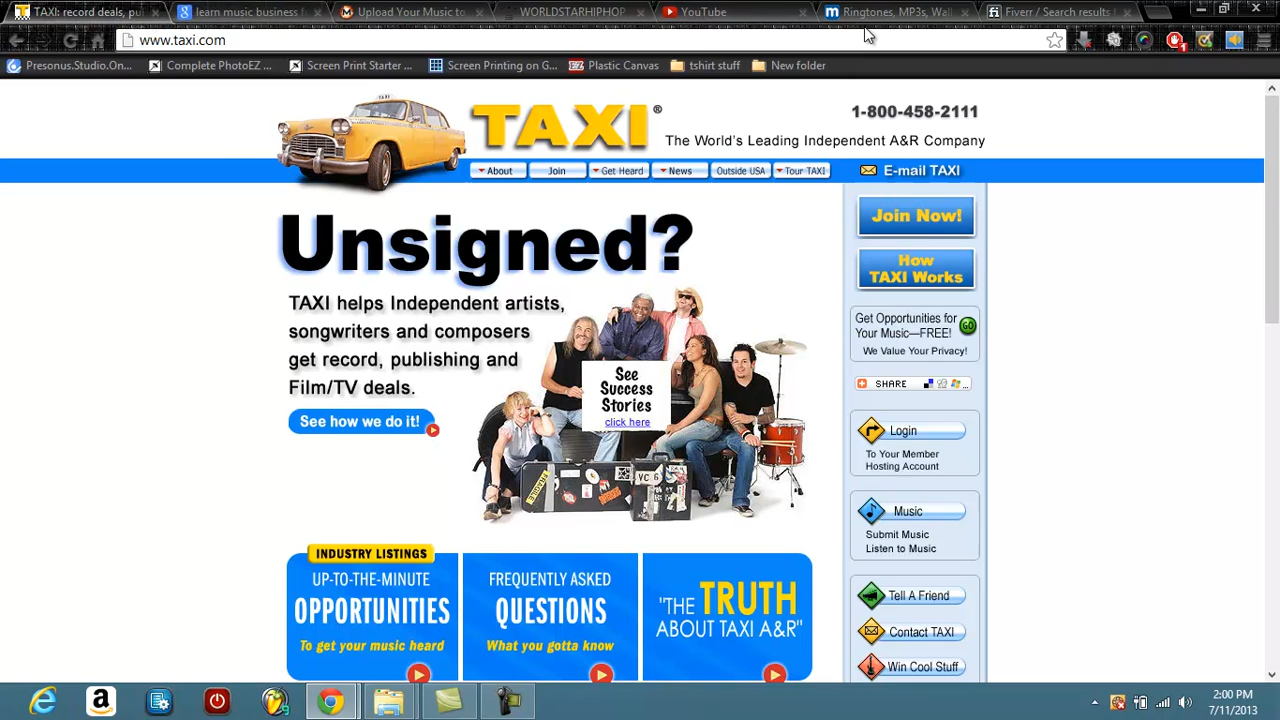 TAXI: record deals, pu
learn music business f
Upload Your Music to
WORLDSTARHIPHOP
YouTube
Ringtones, MP3s, Wall
Fiverr / Search results
www.taxi.com
1
Presonus.Studio.On...
Complete PhotoEZ ...
Screen Print Starter ...
Screen Printing on G...
EZ Plastic Canvas
tshirt stuff
New folder
TAXI®
1-800-458-2111
The World's Leading Independent A&R Company
About
Join
Get Heard
News
Outside USA
Tour TAXI
E-mail TAXI
Unsigned?
TAXI helps Independent artists,
songwriters and composers
get record, publishing and
Film/TV deals.
See how we do it!
See
Success
Stories
click here
VC 6
Join Now!
How
TAXI Works
Get Opportunities for
Your Music—FREE!
GO
We Value Your Privacy!
SHARE
Login
To Your Member
Hosting Account
Music
Submit Music
Listen to Music
Tell A Friend
Contact TAXI
Win Cool Stuff
INDUSTRY LISTINGS
UP-TO-THE-MINUTE
OPPORTUNITIES
To get your music heard
FREQUENTLY ASKED
QUESTIONS
What you gotta know
"THE TRUTH
ABOUT TAXI A&R"
2:00 PM
7/11/2013